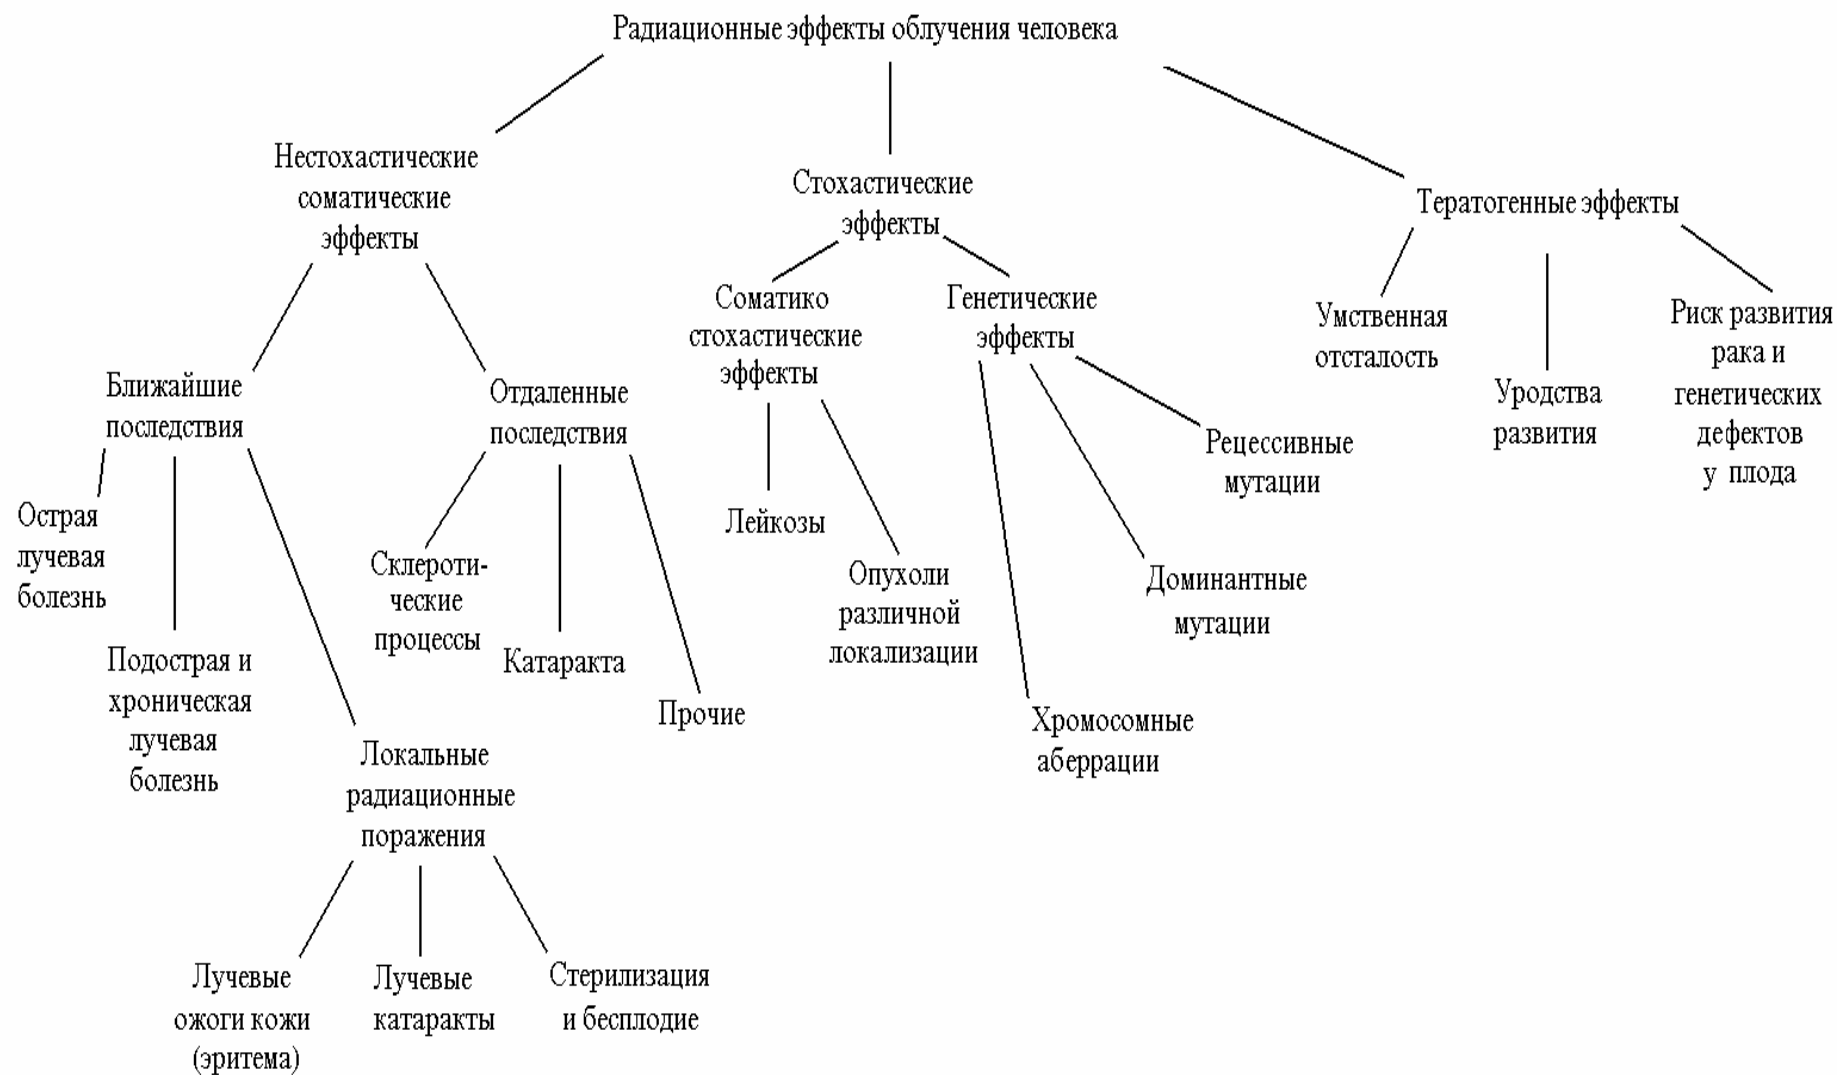 Радиационные эффекты облучения человека
Нестохастические
соматические
эффекты
Стохастические
эффекты
Тератогенные эффекты
Ближайшие
последствия
Отдаленные
последствия
Соматико
стохастические
эффекты
Генетические
эффекты
Умственная
отсталость
Уродства
развития
Риск развития
рака и
генетических
дефектов
у плода
Острая
лучевая
болезнь
Подострая и
хроническая
лучевая
болезнь
Локальные
радиационные
поражения
Склероти-
ческие
процессы
Катаракта
Прочие
Лейкозы
Опухоли
различной
локализации
Рецессивные
мутации
Доминантные
мутации
Хромосомные
аберрации
Лучевые
ожоги кожи
(эритема)
Лучевые
катаракты
Стерилизация
и бесплодие